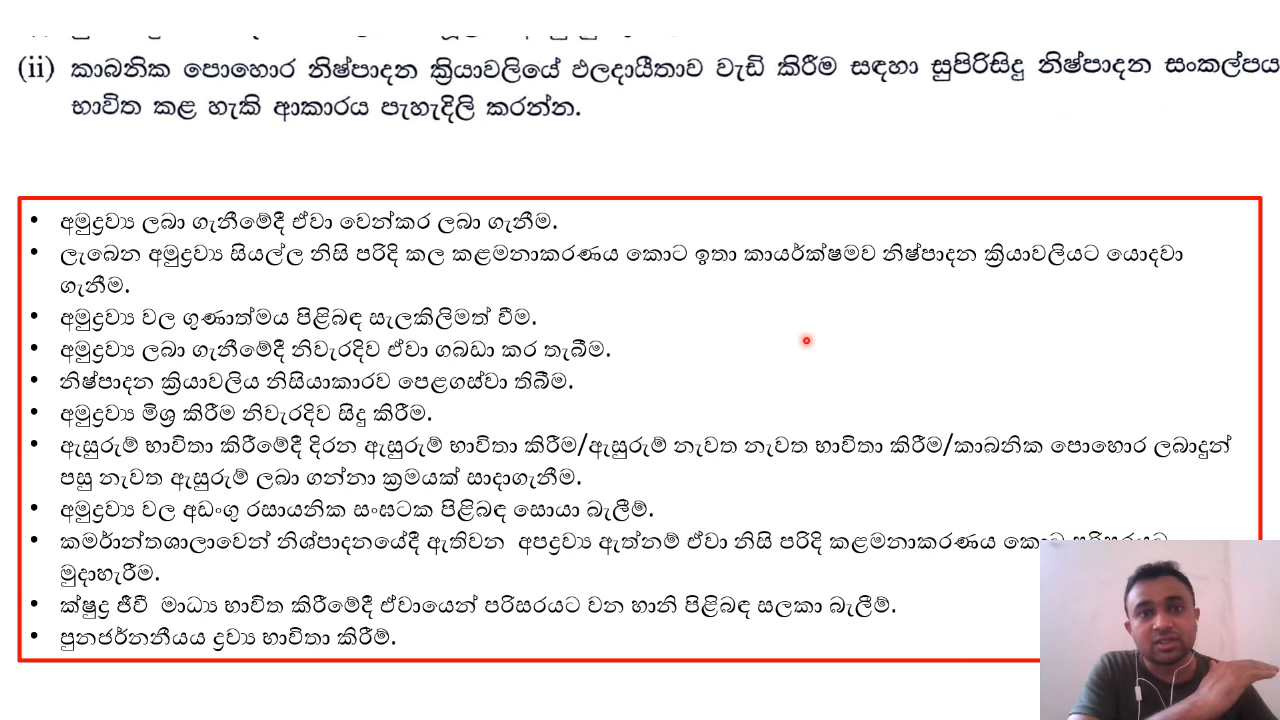 (ii) කාබනික පොහොර නිෂ්පාදන ක්‍රියාවලියේ ඵලදායීතාව වැඩි කිරීම සඳහා සුපිරිසිදු නිෂ්පාදන සංකල්පය
භාවිත කළ හැකි ආකාරය පැහැදිලි කරන්න.
• අමුද්‍රව්‍ය ලබා ගැනීමේදී ඒවා වෙන්කර ලබා ගැනීම.
• ලැබෙන අමුද්‍රව්‍ය සියල්ල නිසි පරිදි කල කළමනාකරණය කොට ඉතා කාර්යක්ෂමව නිෂ්පාදන ක්‍රියාවලියට යොදවා
ගැනීම.
• අමුද්‍රව්‍ය වල ගුණාත්මය පිළිබඳ සැලකිලිමත් වීම.
• අමුද්‍රව්‍ය ලබා ගැනීමේදී නිවැරදිව ඒවා ගබඩා කර තැබීම.
• නිෂ්පාදන ක්‍රියාවලිය නිසියාකාරව පෙළගස්වා තිබීම.
• අමුද්‍රව්‍ය මිශ්‍ර කිරීම නිවැරදිව සිදු කිරීම.
• ඇසුරුම් භාවිතා කිරීමේදී දිරන ඇසුරුම් භාවිතා කිරීම/ඇසුරුම් නැවත නැවත භාවිතා කිරීම/කාබනික පොහොර ලබාදුන්
පසු නැවත ඇසුරුම් ලබා ගන්නා ක්‍රමයක් සාදාගැනීම.
• අමුද්‍රව්‍ය වල අඩංගු රසායනික සංඝටක පිළිබඳ සොයා බැලීම්.
• කර්මාන්තශාලාවෙන් නිශ්පාදනයේදී ඇතිවන අපද්‍රව්‍ය ඇත්නම් ඒවා නිසි පරිදි කළමනාකරණය
මුදාහැරීම.
• ක්ෂුද්‍ර ජීවී මාධ්‍ය භාවිත කිරීමේදී ඒවායෙන් පරිසරයට වන හානි පිළිබඳ සලකා බැලීම්.
• පුනර්ජනනීයය ද්‍රව්‍ය භාවිතා කිරීම්.